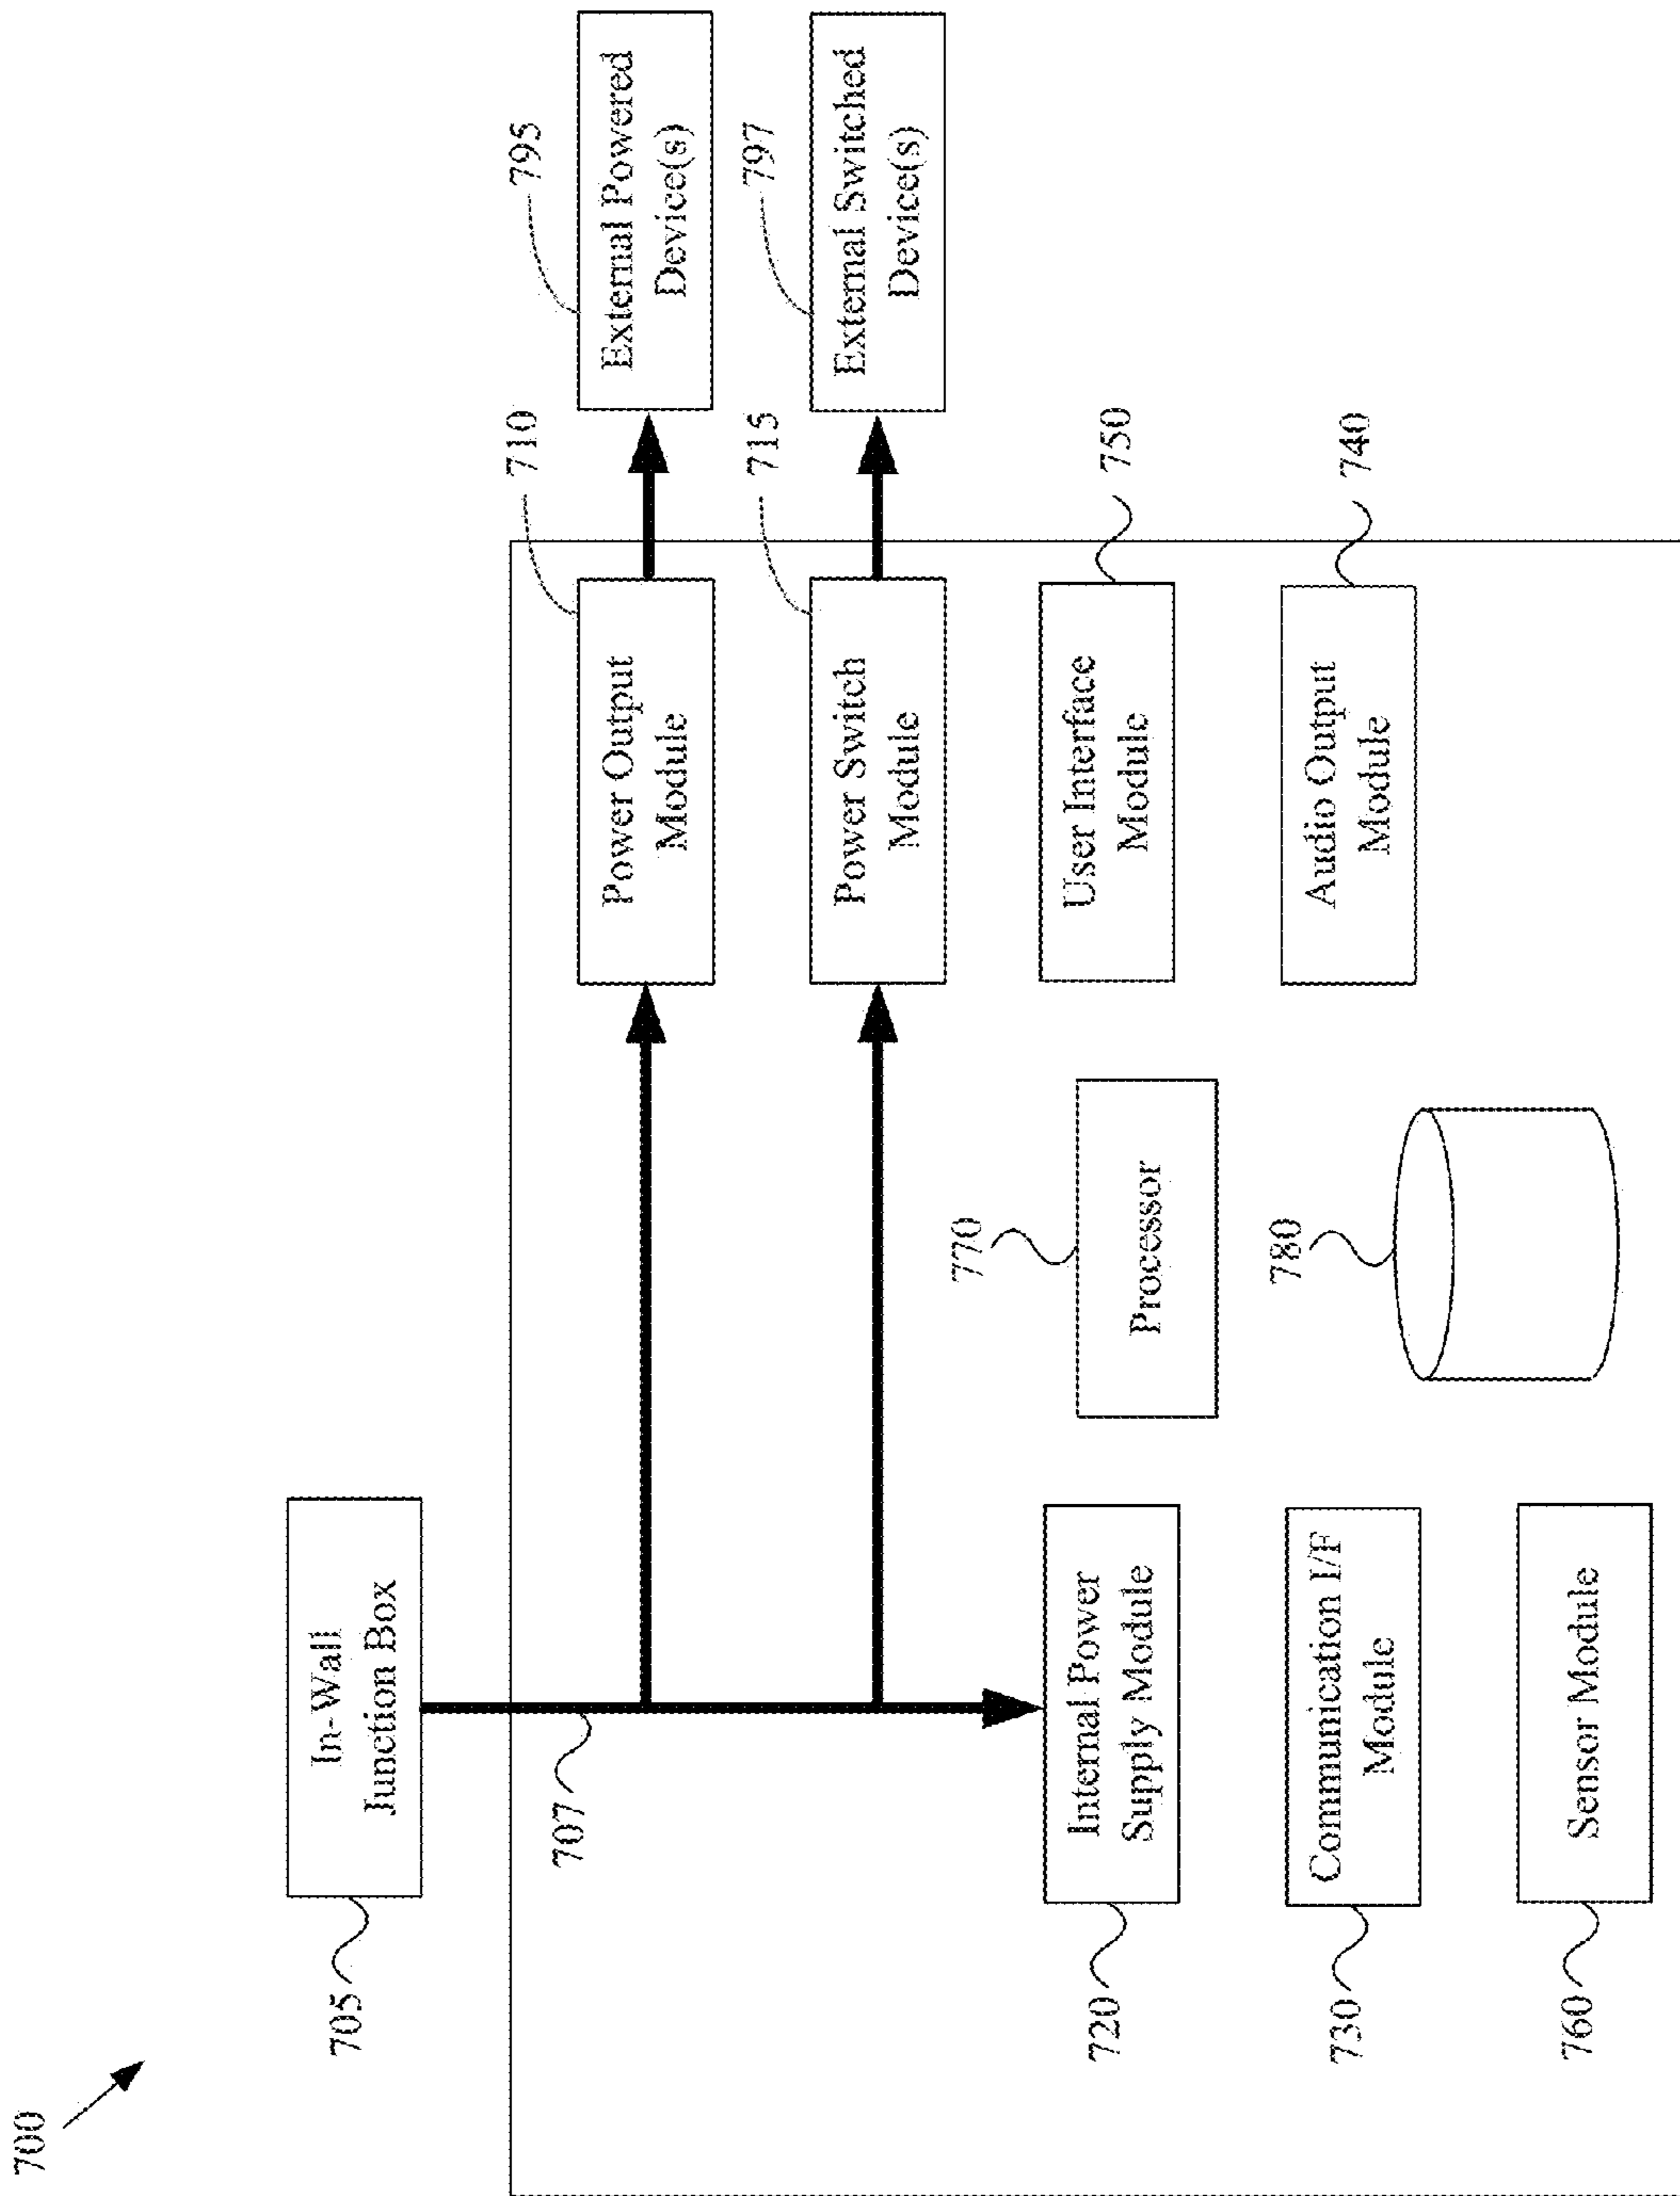 700
705
In-Wall
Junction Box
707
710
Power Output
Module
795
External Powered
Device(s)
715
Power Switch
Module
797
External Switched
Device(s)
720
Internal Power
Supply Module
770
Processor
750
User Interface
Module
730
Communication I/F
Module
780
740
Audio Output
Module
760
Sensor Module